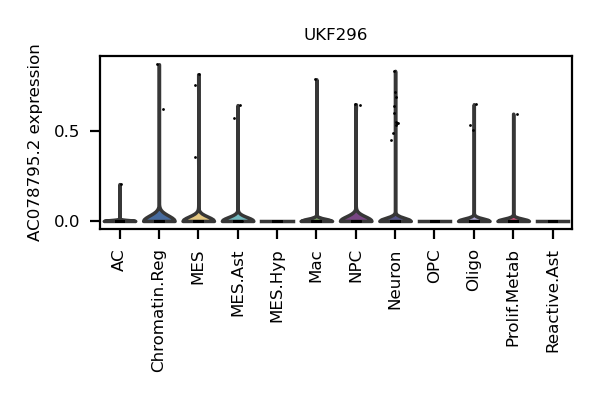 UKF296
AC078795.2 expression
0.5
0.0
AC
Chromatin.Reg
MES
MES.Ast
MES.Hyp
Mac
NPC
Neuron
OPC
Oligo
Prolif.Metab
Reactive.Ast